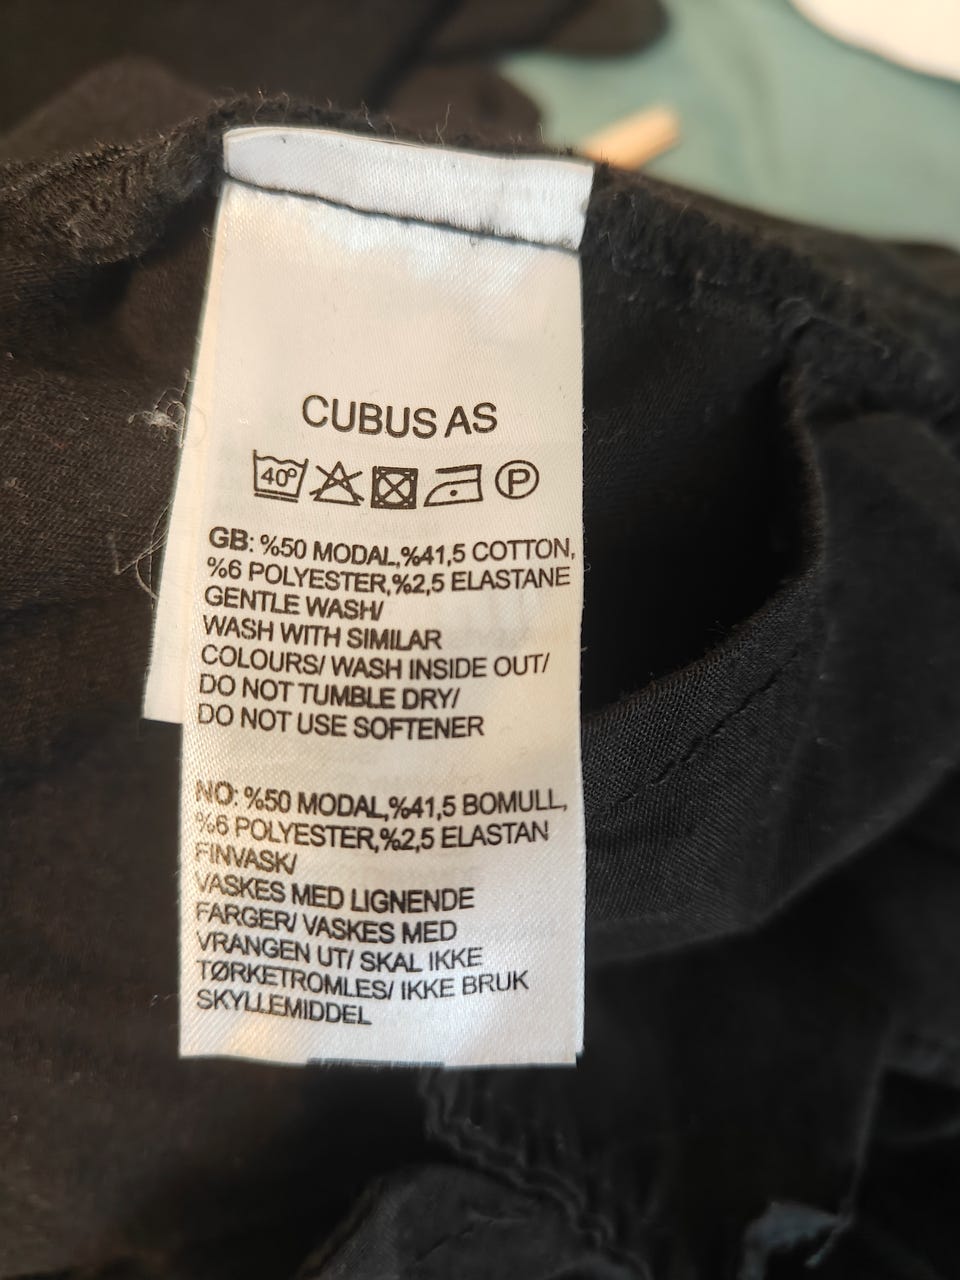 CUBUS AS
40° P
GB: %50 MODAL,%41,5 COTTON,
%6 POLYESTER,%2,5 ELASTANE
GENTLE WASH/
WASH WITH SIMILAR
COLOURS/ WASH INSIDE OUT/
DO NOT TUMBLE DRY/
DO NOT USE SOFTENER
NO: %50 MODAL,%41,5 BOMULL,
%6 POLYESTER,%2,5 ELASTAN
FINVASK/
VASKES MED LIGNENDE
FARGER/ VASKES MED
VRANGEN UT/ SKAL IKKE
TØRKETROMLES/ IKKE BRUK
SKYLLEMIDDEL